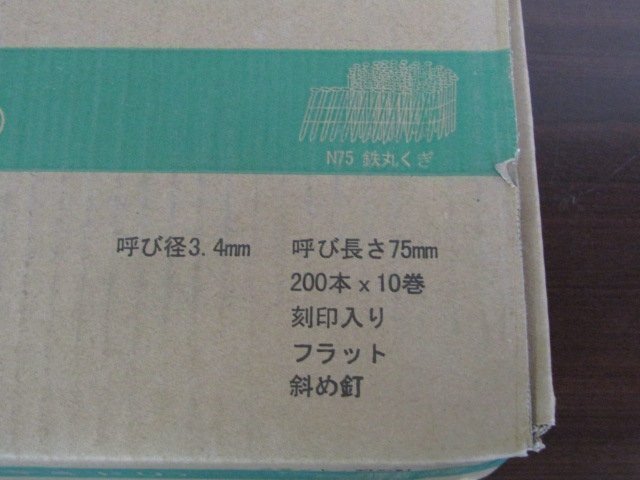 N75 鉄丸くぎ
呼び径3.4mm 呼び長さ75mm
200本x10巻
刻印入り
フラット
斜め釘